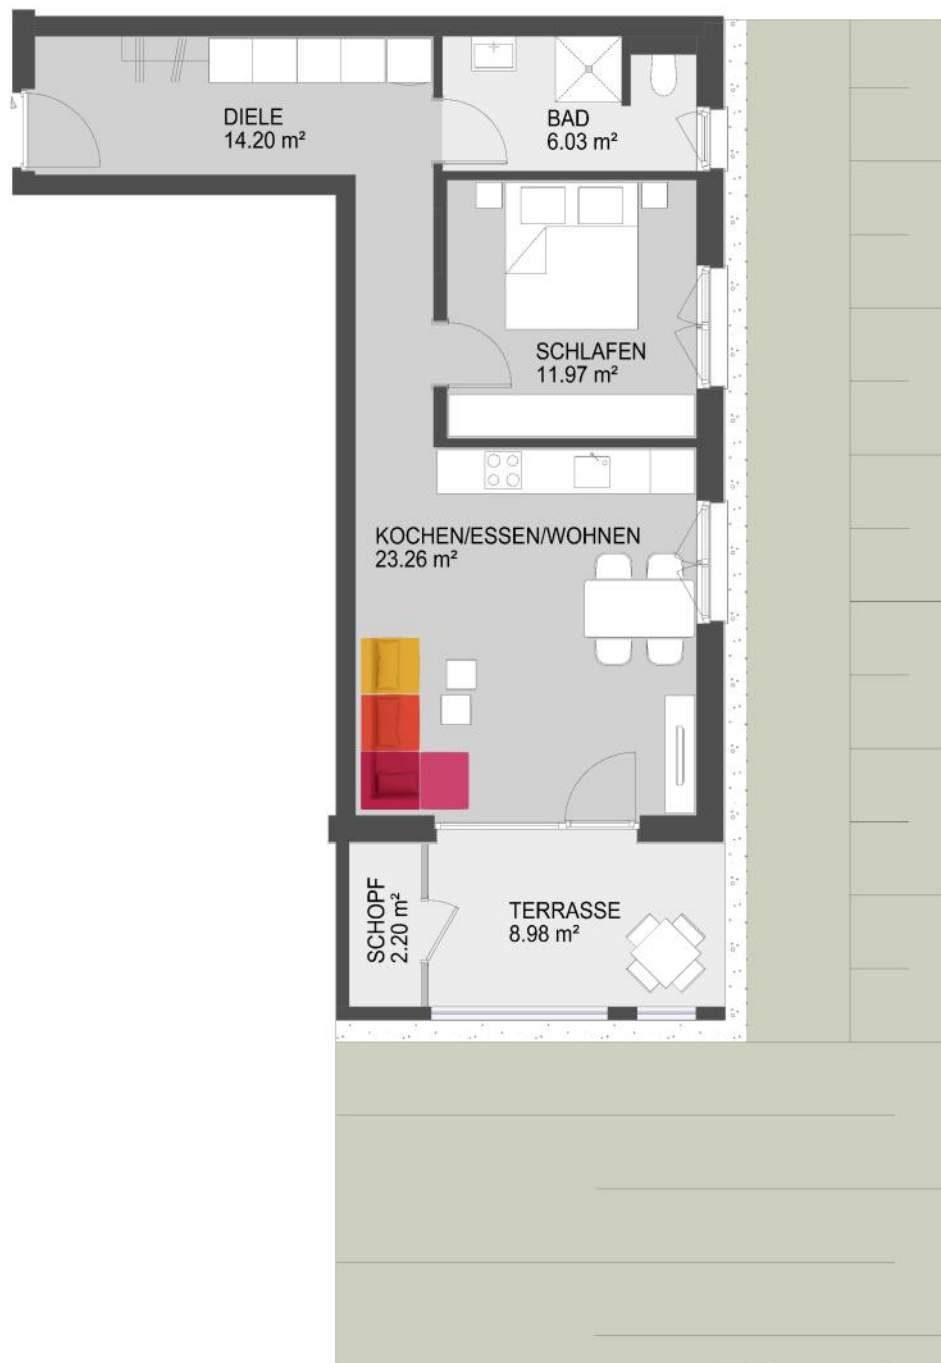 DIELE
14.20 m²
BAD
6.03 m²
SCHLAFEN
11.97 m²
KOCHEN/ESSEN/WOHNEN
23.26 m²
SCHOPF
2.20 m²
TERRASSE
8.98 m²